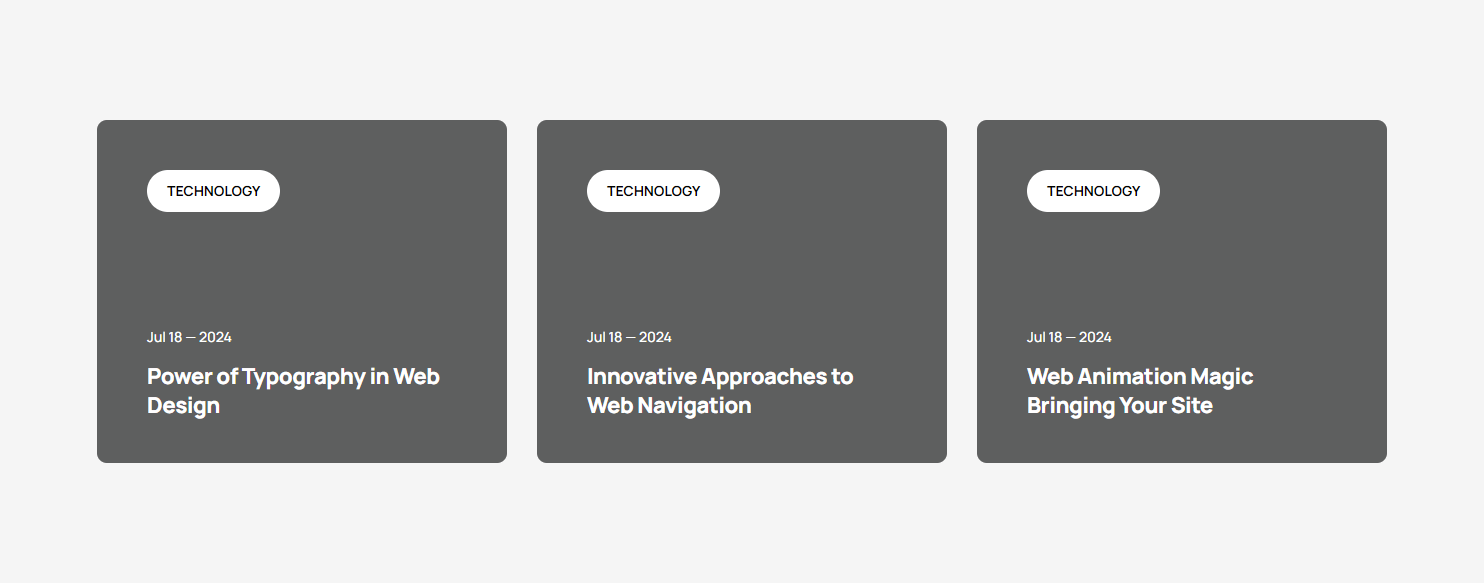 TECHNOLOGY
Jul 18 — 2024
Power of Typography in Web
Design
TECHNOLOGY
Jul 18 — 2024
Innovative Approaches to
Web Navigation
TECHNOLOGY
Jul 18 — 2024
Web Animation Magic
Bringing Your Site